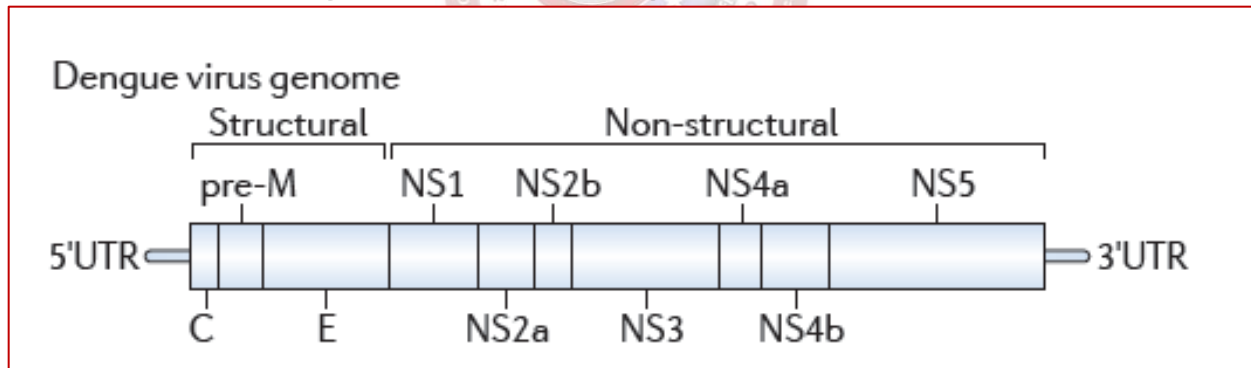 Dengue virus genome
Structural Non-structural
pre-M NS1 NS2b NS4a NS5
5'UTR 3'UTR
C E NS2a NS3 NS4b